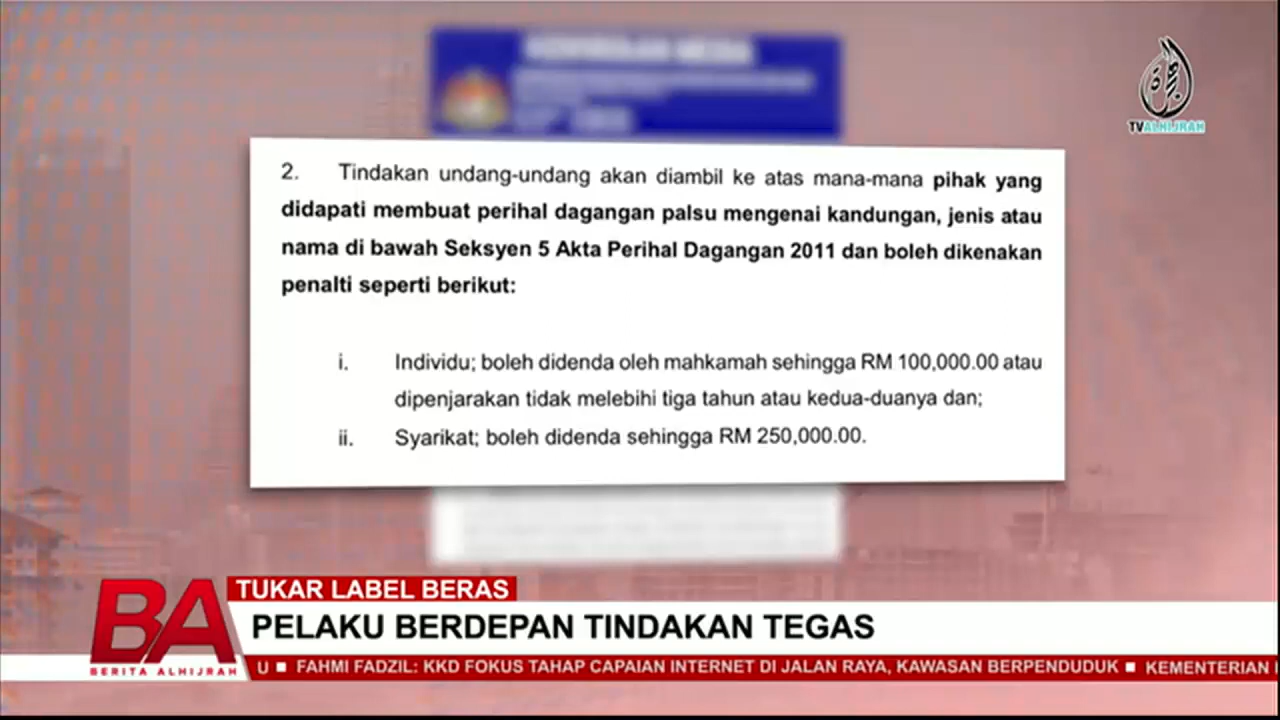 TVALHIJRAH
2. Tindakan undang-undang akan diambil ke atas mana-mana pihak yang
didapati membuat perihal dagangan palsu mengenai kandungan, jenis atau
nama di bawah Seksyen 5 Akta Perihal Dagangan 2011 dan boleh dikenakan
penalti seperti berikut:
i. Individu; boleh didenda oleh mahkamah sehingga RM 100,000.00 atau
dipenjarakan tidak melebihi tiga tahun atau kedua-duanya dan;
ii. Syarikat; boleh didenda sehingga RM 250,000.00.
TUKAR LABEL BERAS
BA
PELAKU BERDEPAN TINDAKAN TEGAS
BERITA ALHIJRAH
U ■ FAHMI FADZIL: KKD FOKUS TAHAP CAPAIAN INTERNET DI JALAN RAYA, KAWASAN BERPENDUDUK ■ KEMENTERIAN